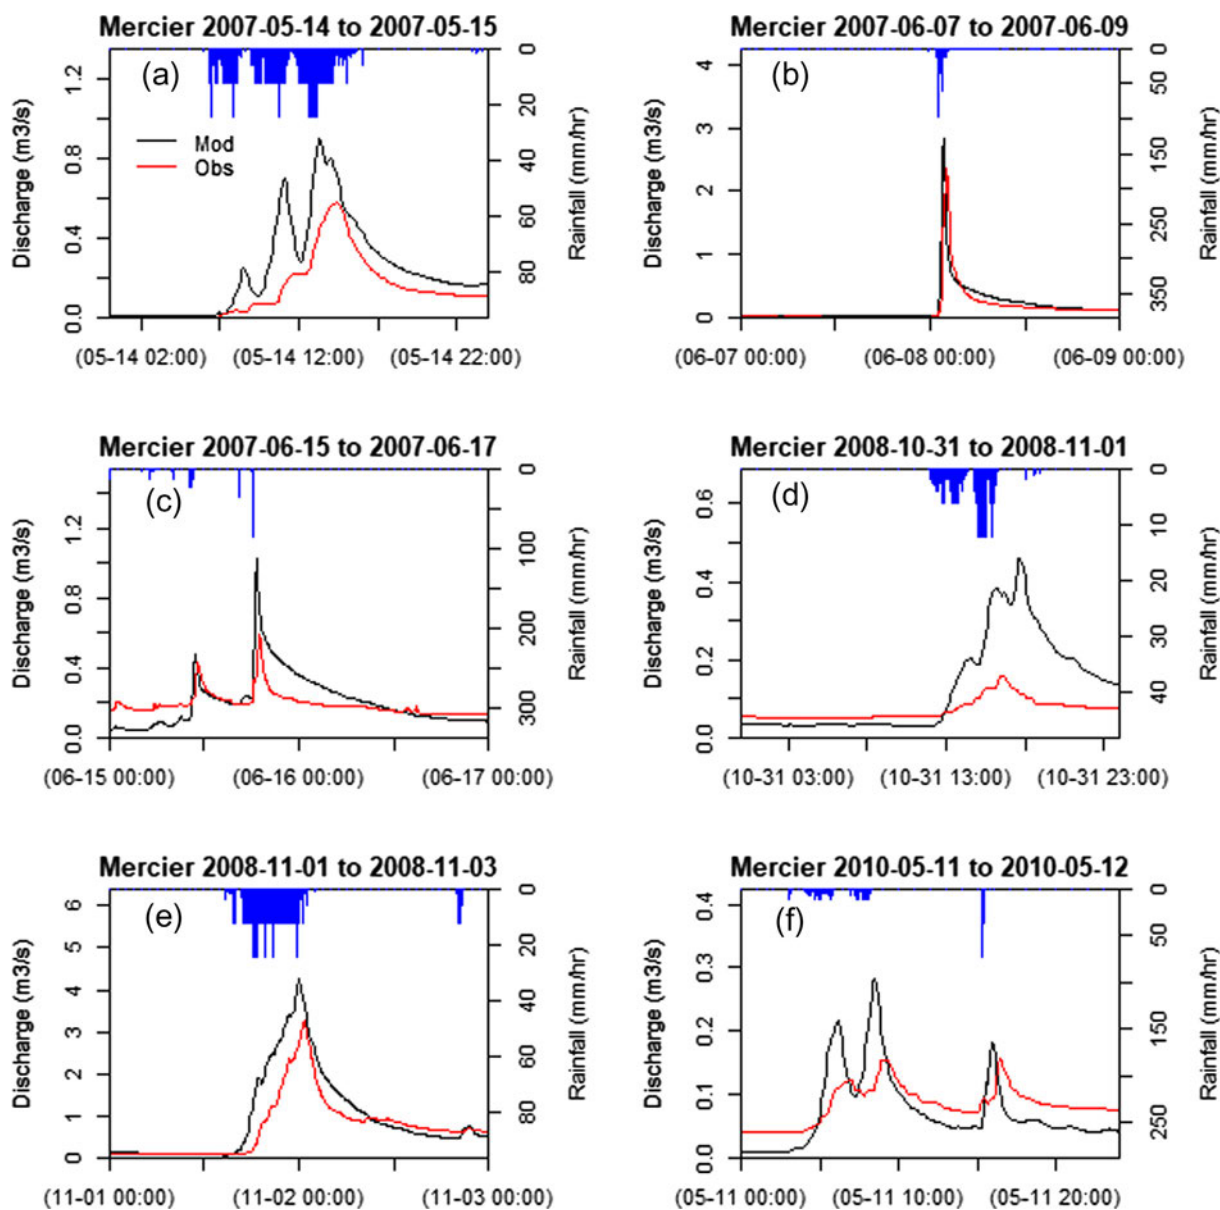 Mercier 2007-05-14 to 2007-05-15
(a)
Mod
Obs
Discharge (m3/s)
0.0 0.4 0.8 1.2
Rainfall (mm/hr)
0 20 40 60 80
(05-14 02:00) (05-14 12:00) (05-14 22:00)
Mercier 2007-06-07 to 2007-06-09
(b)
Discharge (m3/s)
0 1 2 3 4
Rainfall (mm/hr)
0 50 150 250 350
(06-07 00:00) (06-08 00:00) (06-09 00:00)
Mercier 2007-06-15 to 2007-06-17
(c)
Discharge (m3/s)
0.0 0.4 0.8 1.2
Rainfall (mm/hr)
0 100 200 300
(06-15 00:00) (06-16 00:00) (06-17 00:00)
Mercier 2008-10-31 to 2008-11-01
(d)
Discharge (m3/s)
0.0 0.2 0.4 0.6
Rainfall (mm/hr)
0 10 20 30 40
(10-31 03:00) (10-31 13:00) (10-31 23:00)
Mercier 2008-11-01 to 2008-11-03
(e)
Discharge (m3/s)
0 1 2 3 4 5 6
Rainfall (mm/hr)
0 20 40 60 80
(11-01 00:00) (11-02 00:00) (11-03 00:00)
Mercier 2010-05-11 to 2010-05-12
(f)
Discharge (m3/s)
0.0 0.1 0.2 0.3 0.4
Rainfall (mm/hr)
0 50 150 250
(05-11 00:00) (05-11 10:00) (05-11 20:00)